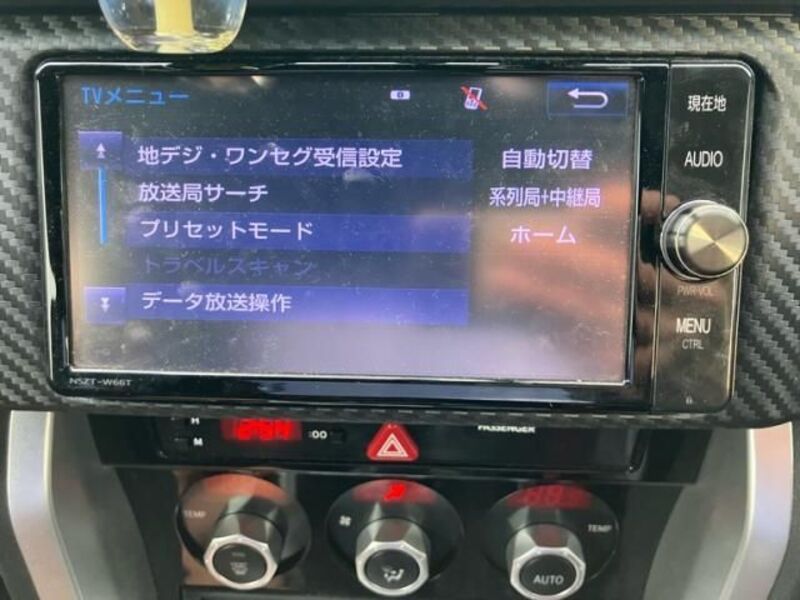 TVメニュー
地デジ・ワンセグ受信設定 自動切替
放送局サーチ 系列局+中継局
プリセットモード ホーム
トラベルスキャン
データ放送操作
現在地
AUDIO
PWR·VOL
MENU
CTRL
NSZT-W66T
H
M
:00
PASSENGER
TEMP
TEMP
AUTO